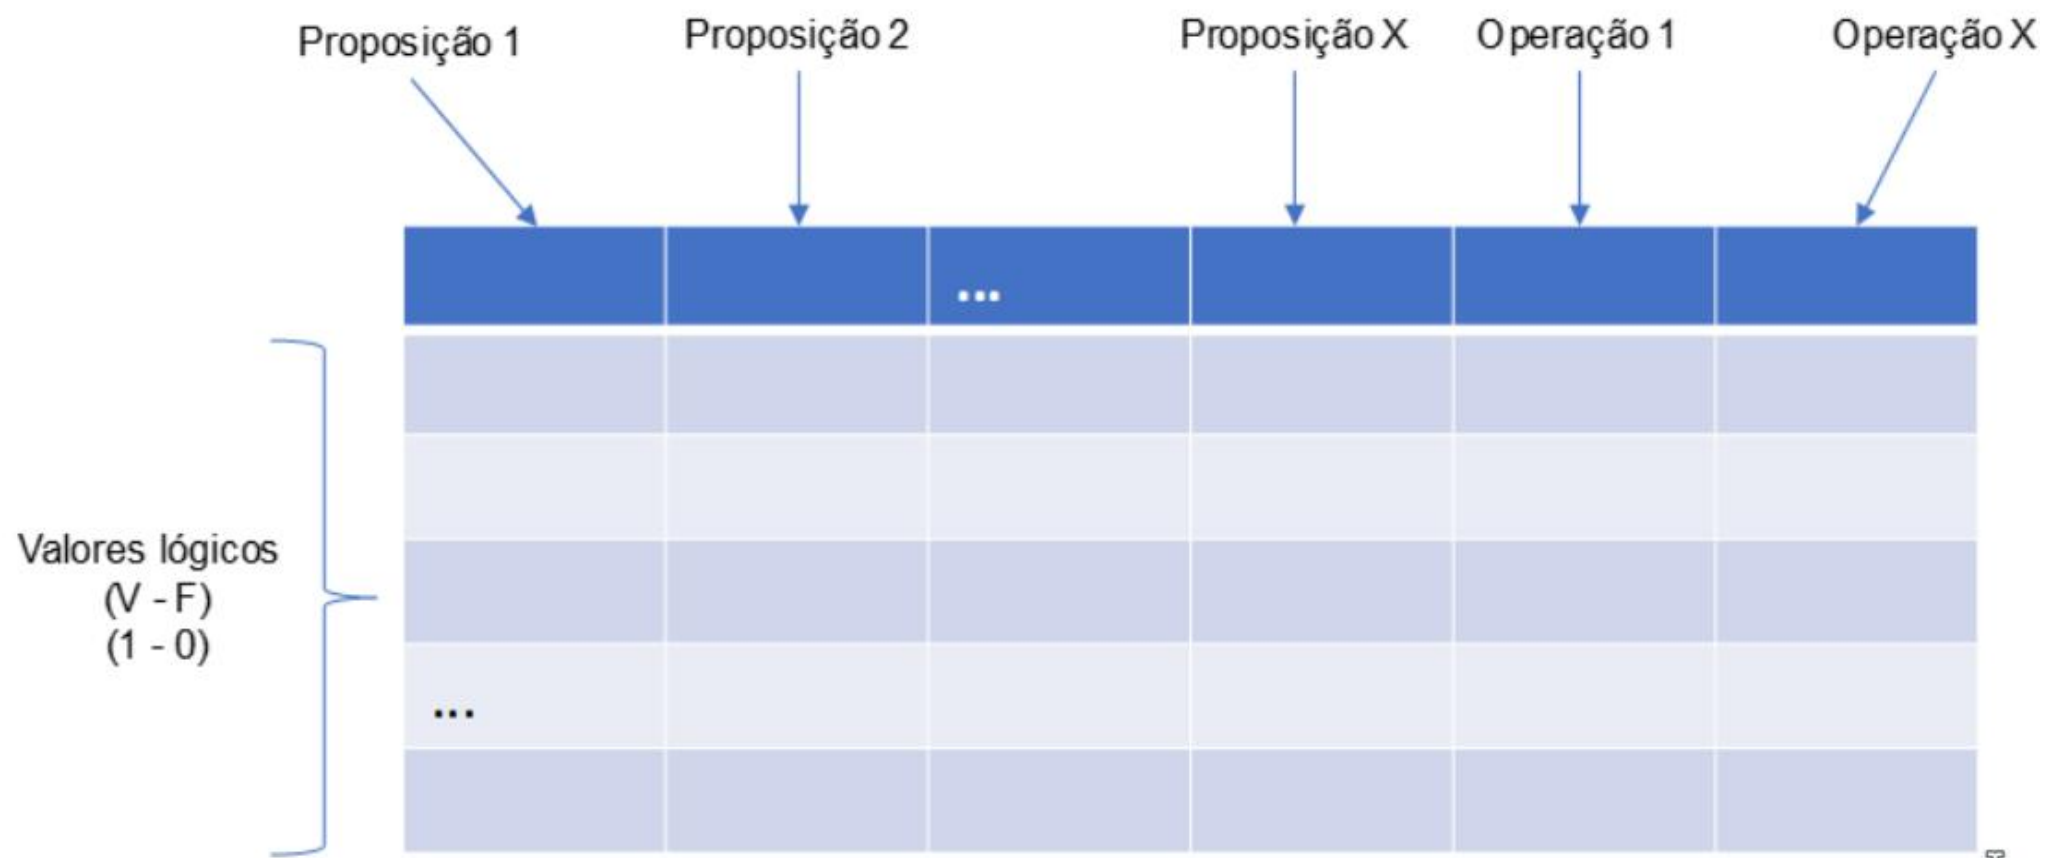 Proposição 1
Proposição 2
Proposição X
Operação 1
Operação X
...
Valores lógicos
(V - F)
(1 - 0)
...